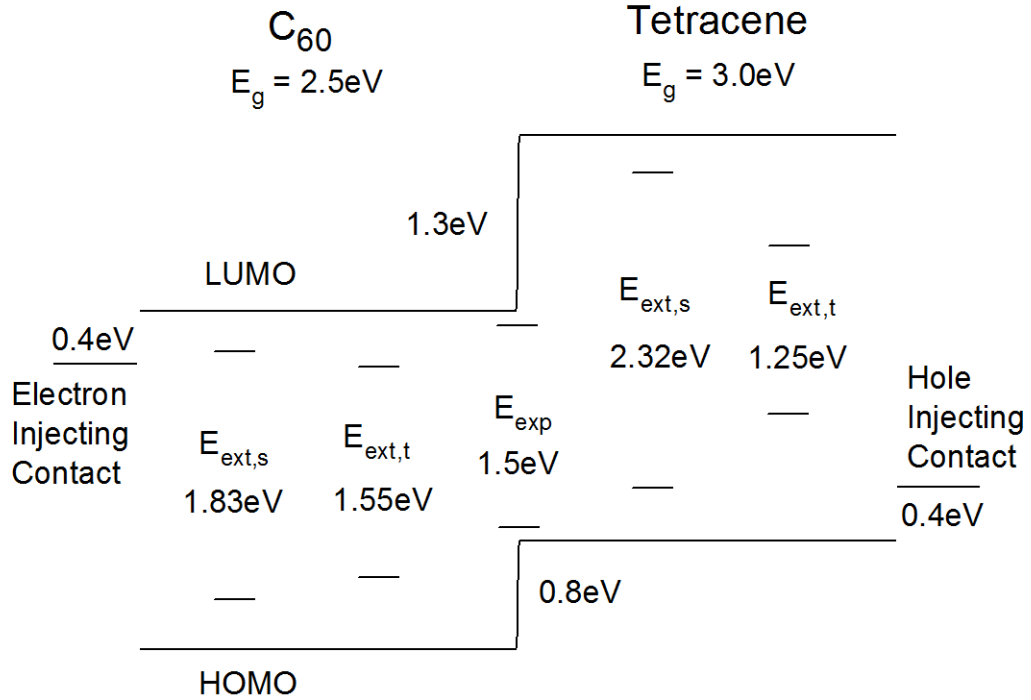 C60
Tetracene
Eg = 2.5eV
Eg = 3.0eV
1.3eV
LUMO
0.4eV
Electron
Injecting
Contact
Eext,s
1.83eV
Eext,t
1.55eV
Eexp
1.5eV
Eext,s
2.32eV
Eext,t
1.25eV
Hole
Injecting
Contact
0.4eV
0.8eV
HOMO